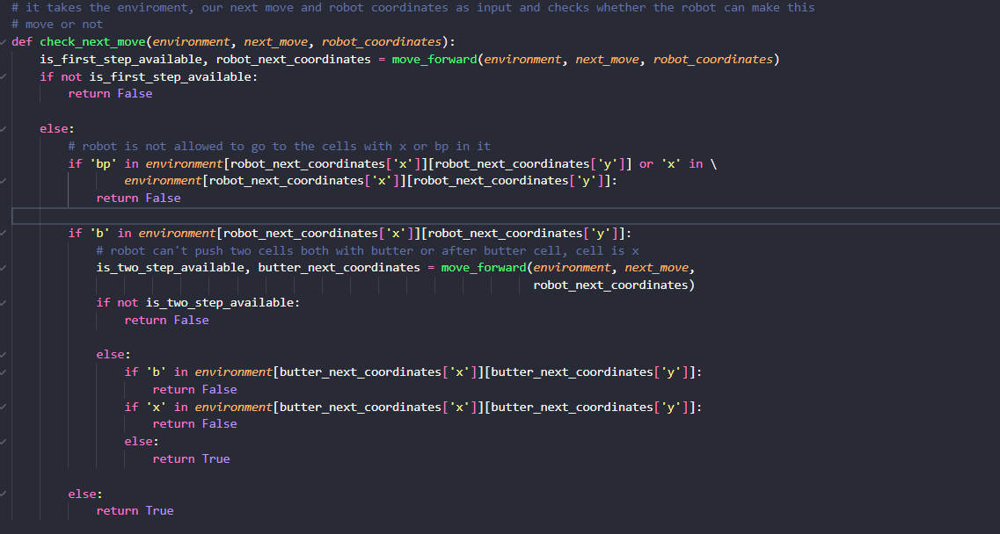 # it takes the enviroment, our next move and robot coordinates as input and checks whether the robot can make this
# move or not
def check_next_move(environment, next_move, robot_coordinates):
    is_first_step_available, robot_next_coordinates = move_forward(environment, next_move, robot_coordinates)
    if not is_first_step_available:
        return False

    else:
        # robot is not allowed to go to the cells with x or bp in it
        if 'bp' in environment[robot_next_coordinates['x']][robot_next_coordinates['y']] or 'x' in \
                environment[robot_next_coordinates['x']][robot_next_coordinates['y']]:
            return False

        if 'b' in environment[robot_next_coordinates['x']][robot_next_coordinates['y']]:
            # robot can't push two cells both with butter or after butter cell, cell is x
            is_two_step_available, butter_next_coordinates = move_forward(environment, next_move,
                                                                          robot_next_coordinates)
            if not is_two_step_available:
                return False

            else:
                if 'b' in environment[butter_next_coordinates['x']][butter_next_coordinates['y']]:
                    return False
                if 'x' in environment[butter_next_coordinates['x']][butter_next_coordinates['y']]:
                    return False
                else:
                    return True

        else:
            return True